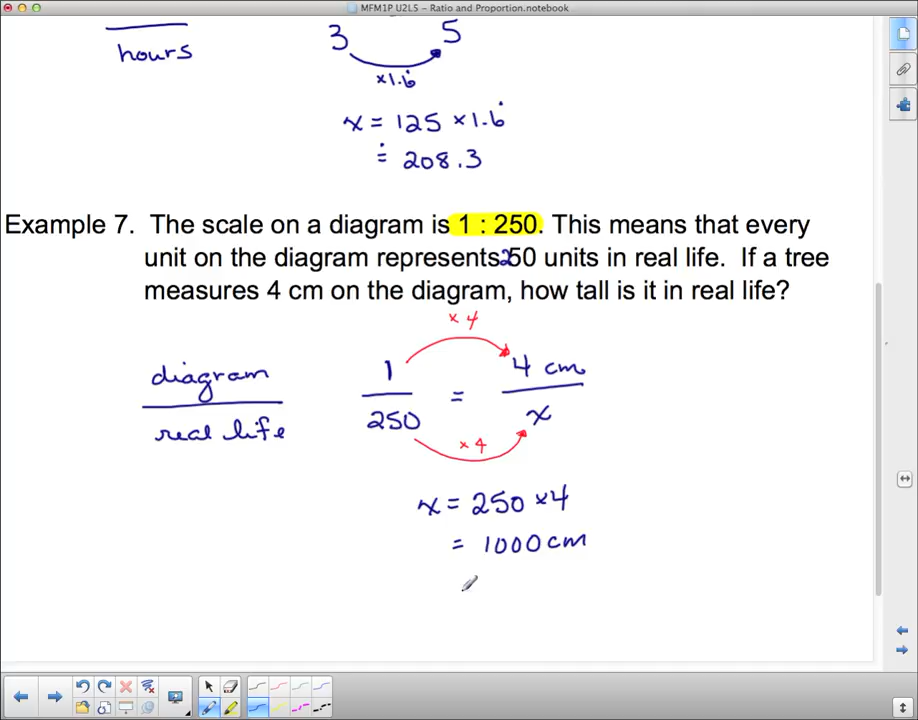 MFM1P U2L5 – Ratio and Proportion.notebook
hours
3 5
×1.6̇
x = 125 ×1.6̇
≐ 208.3
Example 7. The scale on a diagram is 1 : 250. This means that every
unit on the diagram represents 250 units in real life. If a tree
measures 4 cm on the diagram, how tall is it in real life?
×4
diagram 1 = 4 cm
real life 250 x
×4
x = 250 ×4
= 1000 cm